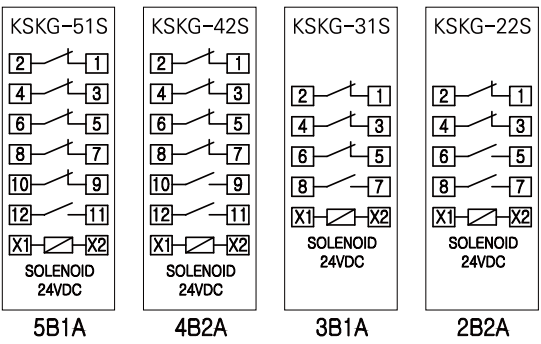 KSKG-51S
2 1
4 3
6 5
8 7
10 9
12 11
X1 X2
SOLENOID
24VDC
5B1A
KSKG-42S
2 1
4 3
6 5
8 7
10 9
12 11
X1 X2
SOLENOID
24VDC
4B2A
KSKG-31S
2 1
4 3
6 5
8 7
X1 X2
SOLENOID
24VDC
3B1A
KSKG-22S
2 1
4 3
6 5
8 7
X1 X2
SOLENOID
24VDC
2B2A